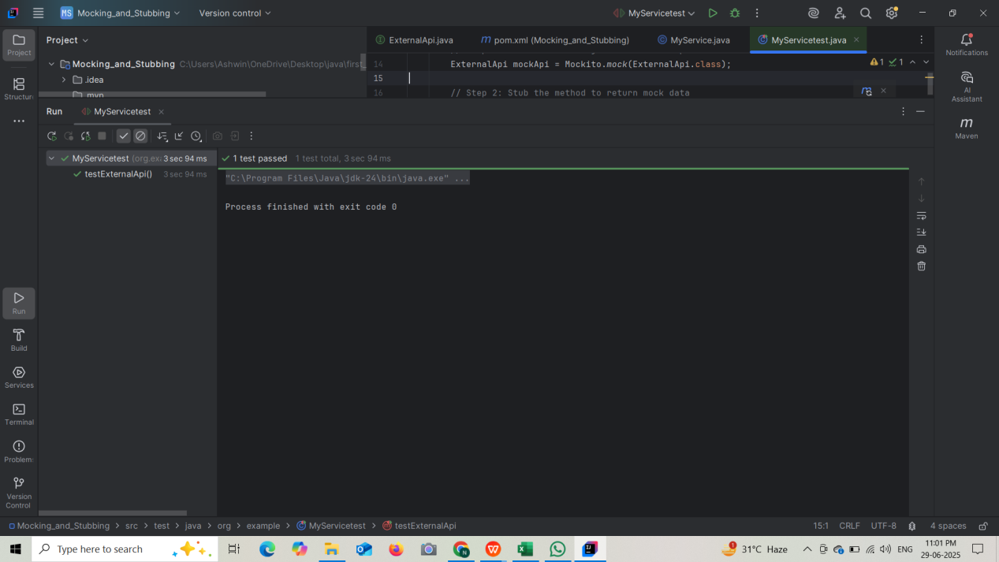 MS Mocking_and_Stubbing Version control MyServicetest
Project
Project
Mocking_and_Stubbing C:\Users\Ashwin\OneDrive\Desktop\java\first_
.idea
Structure
ExternalApi.java pom.xml (Mocking_and_Stubbing) MyService.java MyServicetest.java
14 ExternalApi mockApi = Mockito.mock(ExternalApi.class);
15
16 // Step 2: Stub the method to return mock data
1 1
Notifications
AI
Assistant
Maven
Run MyServicetest
MyServicetest (org.exa 3 sec 94 ms
testExternalApi() 3 sec 94 ms
1 test passed 1 test total, 3 sec 94 ms
"C:\Program Files\Java\jdk-24\bin\java.exe" ...
Process finished with exit code 0
Run
Build
Services
Terminal
Problems
Version
Control
Mocking_and_Stubbing > src > test > java > org > example > MyServicetest > testExternalApi
15:1 CRLF UTF-8 4 spaces
Type here to search
1 31°C Haze ENG
11:01 PM
29-06-2025